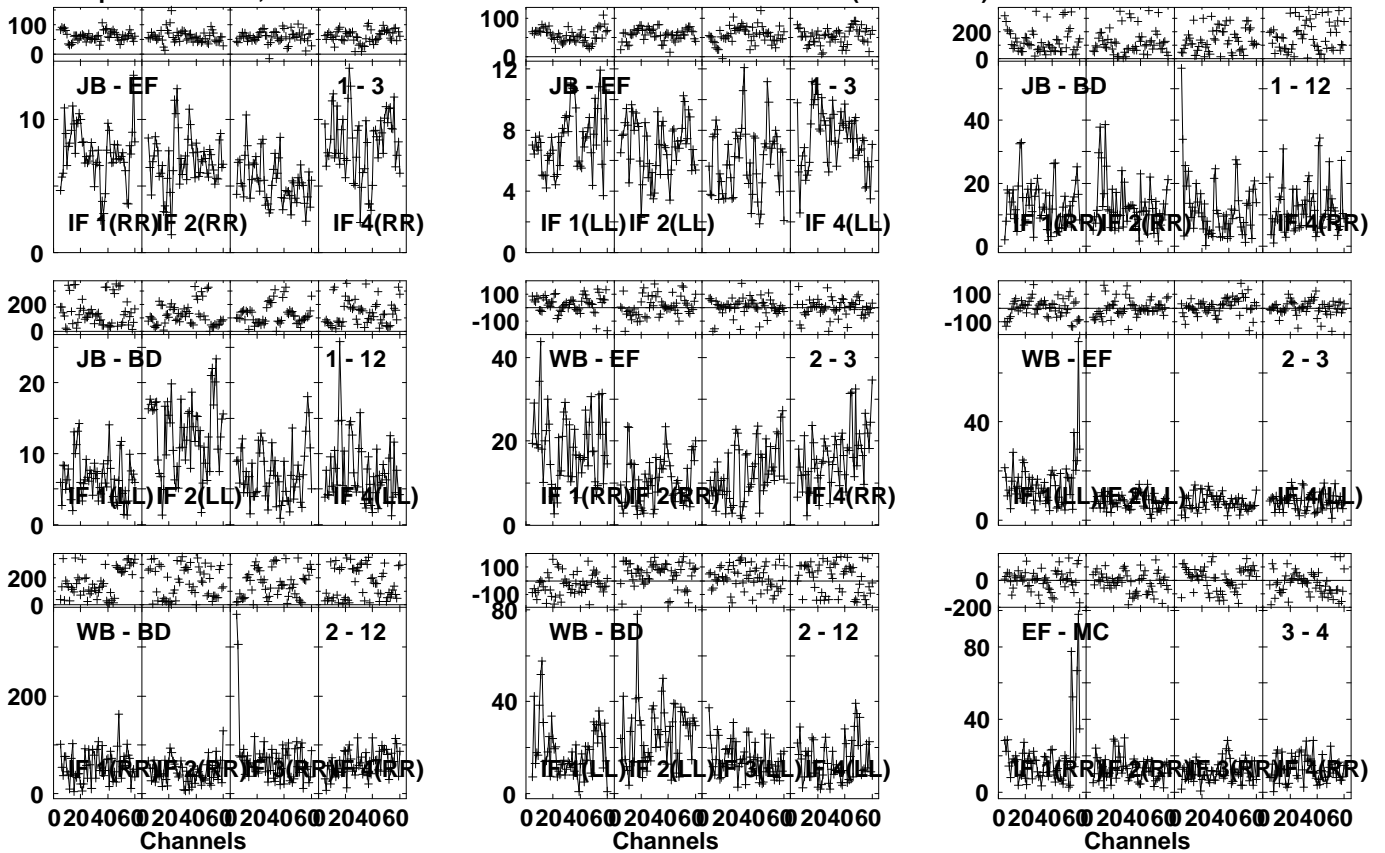 100
0
JB - EF
1 - 3
10
0
IF 1(RR)
IF 2(RR)
IF 4(RR)
100
0
12
JB - EF
1 - 3
8
4
0
IF 1(LL)
IF 2(LL)
IF 4(LL)
200
0
JB - BD
1 - 12
60
40
20
0
IF 1(RR)
IF 2(RR)
IF 4(RR)
200
0
JB - BD
1 - 12
20
10
0
IF 1(LL)
IF 2(LL)
IF 4(LL)
100
-100
WB - EF
2 - 3
40
20
0
IF 1(RR)
IF 2(RR)
IF 4(RR)
100
-100
WB - EF
2 - 3
40
0
IF 1(LL)
IF 2(LL)
IF 4(LL)
200
0
WB - BD
2 - 12
200
0
IF 1(RR)
IF 2(RR)
IF 3(RR)
IF 4(RR)
0 20 40 60 0 20 40 60 0 20 40 60 0 20 40 60
Channels
100
-100
80
WB - BD
2 - 12
40
0
IF 1(LL)
IF 2(LL)
IF 3(LL)
IF 4(LL)
0 20 40 60 0 20 40 60 0 20 40 60 0 20 40 60
Channels
0
-200
EF - MC
3 - 4
80
40
0
IF 1(RR)
IF 2(RR)
IF 3(RR)
IF 4(RR)
0 20 40 60 0 20 40 60 0 20 40 60 0 20 40 60
Channels